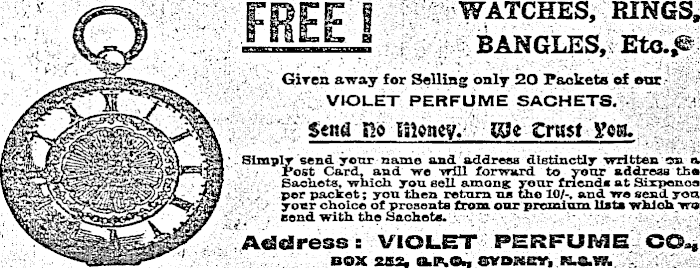 FREE! WATCHES, RINGS,
BANGLES, Etc.,
Given away for Selling only 20 Packets of our
VIOLET PERFUME SACHETS.
Send No Money. We Trust You.
Simply send your name and address distinctly written on a
Post Card, and we will forward to your address the
Sachets, which you sell among your friends at Sixpence
per packet; you then return us the 10/-, and we send you
your choice of presents from our premium lists which we
send with the Sachets.
Address: VIOLET PERFUME CO.,
BOX 252, G.P.O., SYDNEY, N.S.W.